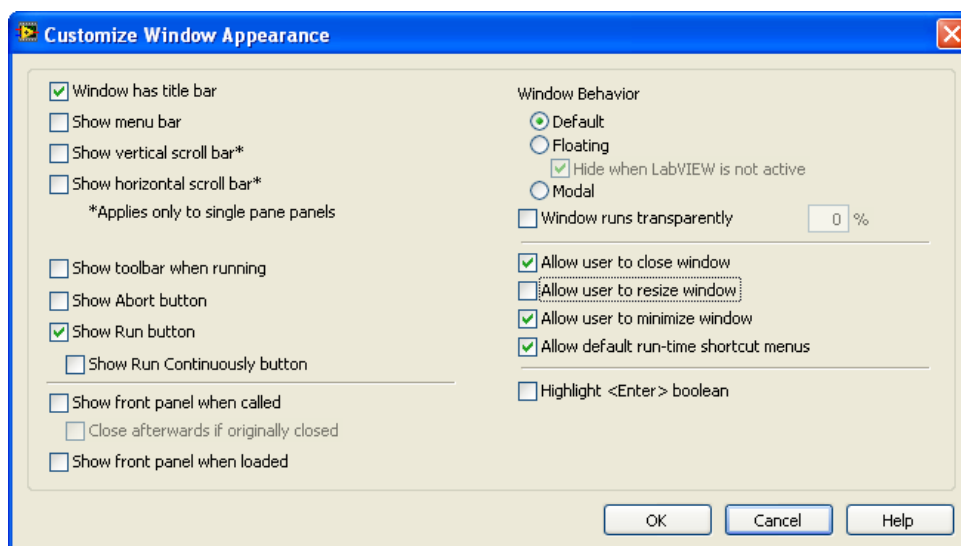 Customize Window Appearance
Window has title bar
Show menu bar
Show vertical scroll bar*
Show horizontal scroll bar*
*Applies only to single pane panels
Show toolbar when running
Show Abort button
Show Run button
Show Run Continuously button
Show front panel when called
Close afterwards if originally closed
Show front panel when loaded
Window Behavior
Default
Floating
Hide when LabVIEW is not active
Modal
Window runs transparently 0 %
Allow user to close window
Allow user to resize window
Allow user to minimize window
Allow default run-time shortcut menus
Highlight <Enter> boolean
OK Cancel Help